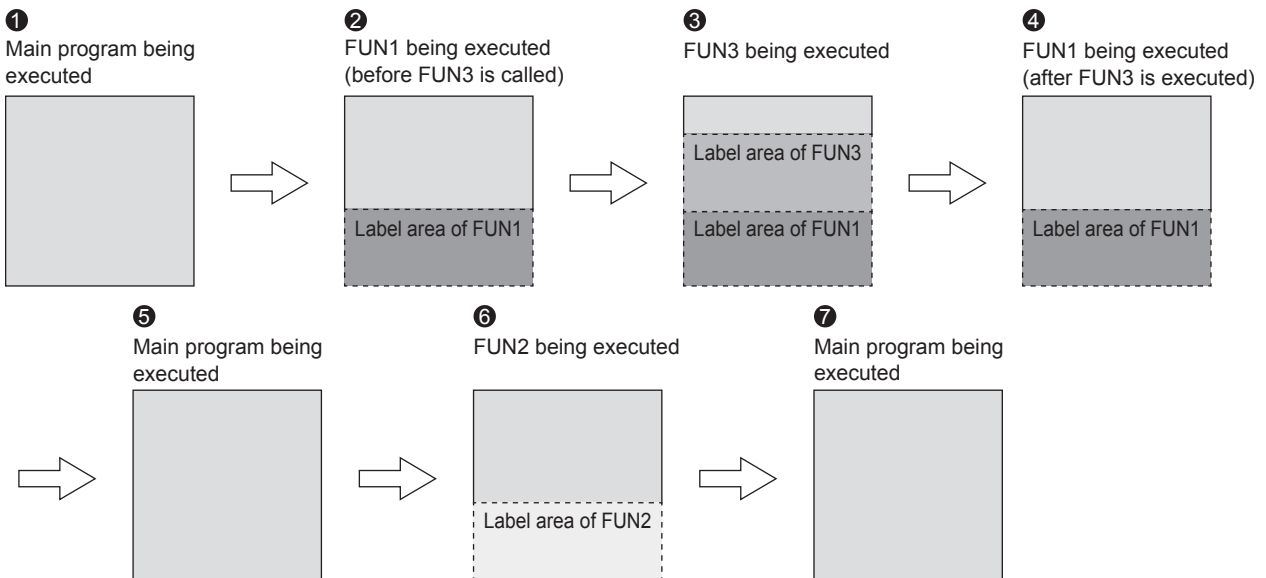 ❶
Main program being
executed
❷
FUN1 being executed
(before FUN3 is called)
❸
FUN3 being executed
❹
FUN1 being executed
(after FUN3 is executed)
Label area of FUN1
Label area of FUN3
Label area of FUN1
Label area of FUN1
❺
Main program being
executed
❻
FUN2 being executed
❼
Main program being
executed
Label area of FUN2